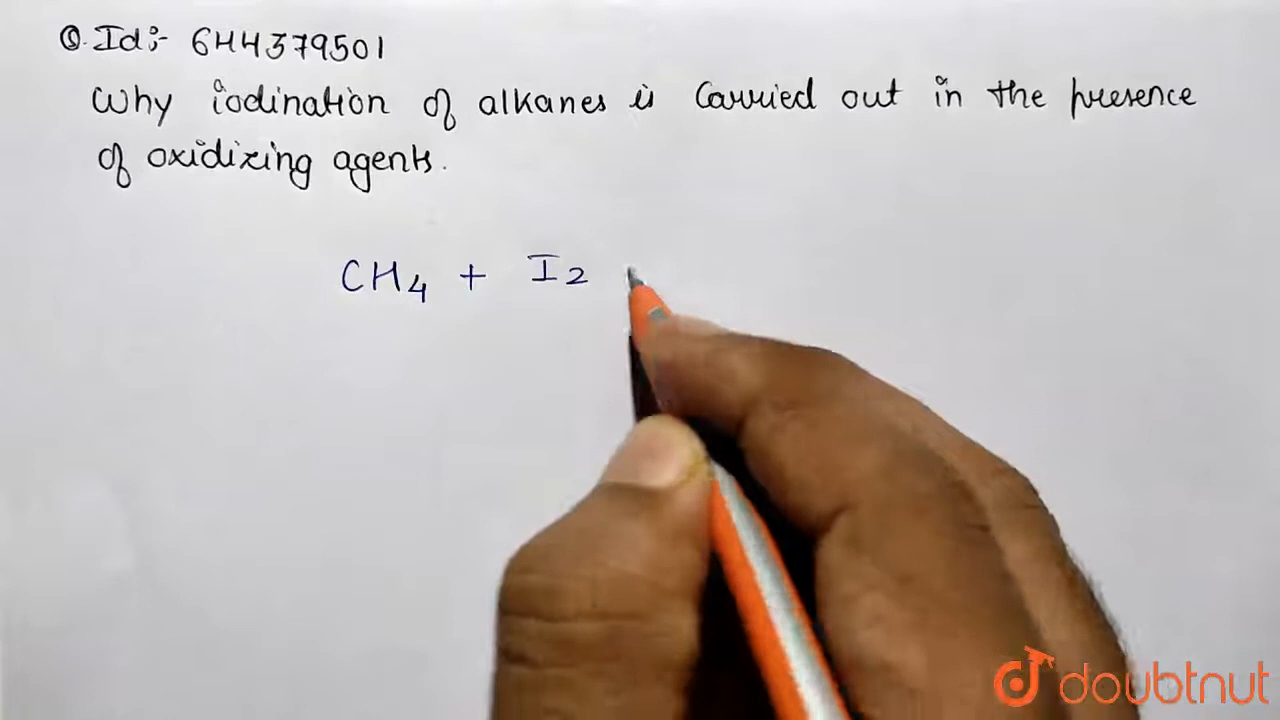 Q. Id:- 644379501
Why iodination of alkanes is carried out in the presence
of oxidizing agents.
CH4 + I2
doubtnut